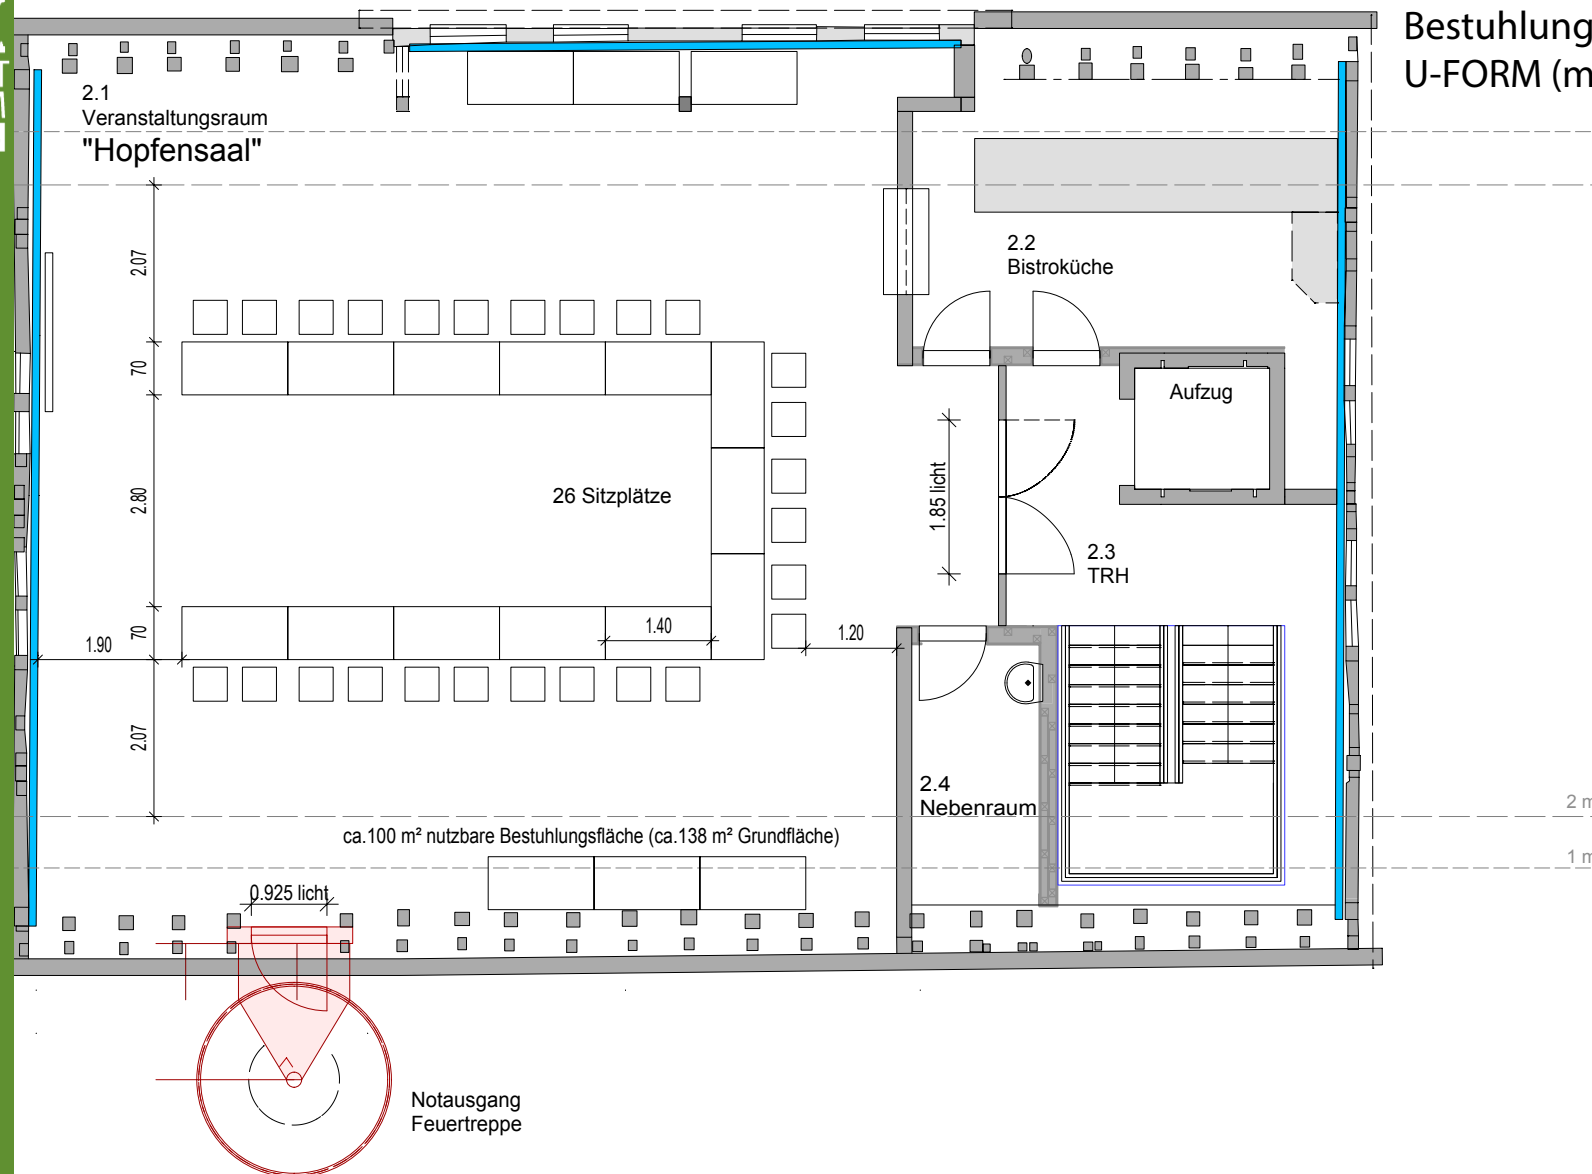 Bestuhlung
U-FORM (m
2.1
Veranstaltungsraum
"Hopfensaal"
2.07
70
2.80
70
2.07
1.90
26 Sitzplätze
1.40
1.20
1.85 licht
2.2
Bistroküche
Aufzug
2.3
TRH
2.4
Nebenraum
2 m
1 m
ca.100 m² nutzbare Bestuhlungsfläche (ca.138 m² Grundfläche)
0.925 licht
Notausgang
Feuertreppe